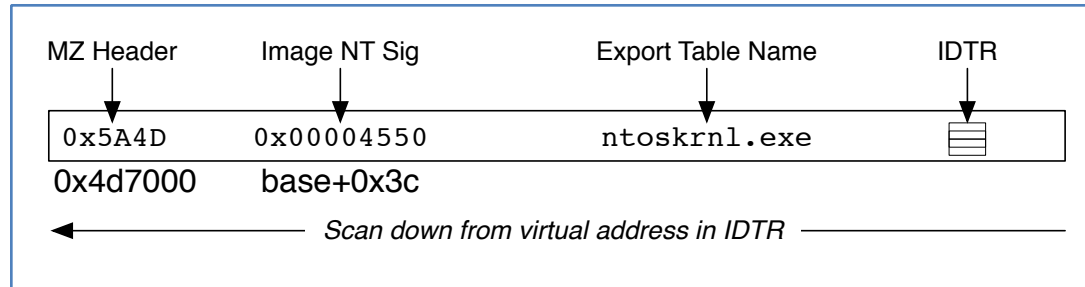 MZ Header Image NT Sig Export Table Name IDTR
0x5A4D 0x00004550 ntoskrnl.exe
0x4d7000 base+0x3c
Scan down from virtual address in IDTR